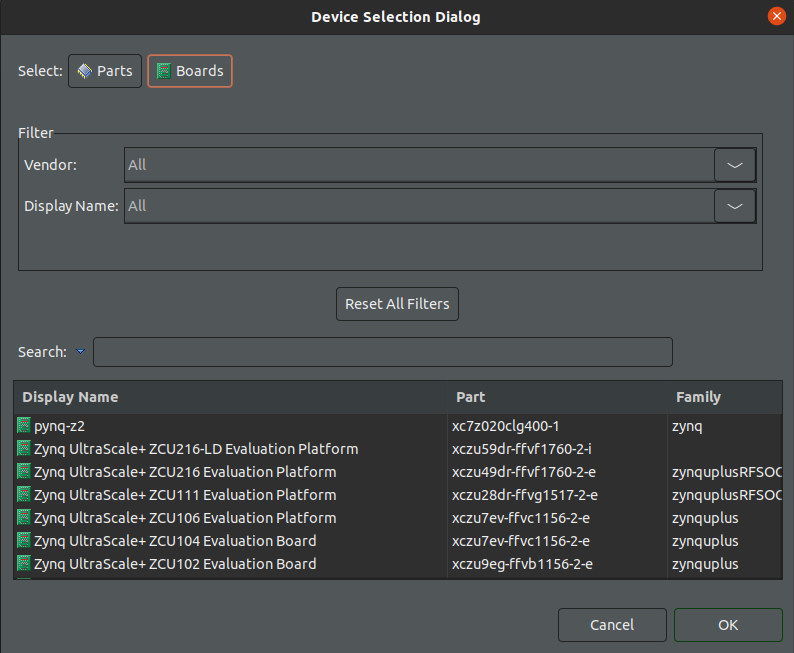 Device Selection Dialog
Select: Parts Boards
Filter
Vendor: All
Display Name: All
Reset All Filters
Search:
Display Name Part Family
pynq-z2 xc7z020clg400-1 zynq
Zynq UltraScale+ ZCU216-LD Evaluation Platform xczu59dr-ffvf1760-2-i
Zynq UltraScale+ ZCU216 Evaluation Platform xczu49dr-ffvf1760-2-e zynquplusRFSOC
Zynq UltraScale+ ZCU111 Evaluation Platform xczu28dr-ffvg1517-2-e zynquplusRFSOC
Zynq UltraScale+ ZCU106 Evaluation Platform xczu7ev-ffvc1156-2-e zynquplus
Zynq UltraScale+ ZCU104 Evaluation Board xczu7ev-ffvc1156-2-e zynquplus
Zynq UltraScale+ ZCU102 Evaluation Board xczu9eg-ffvb1156-2-e zynquplus
Cancel OK